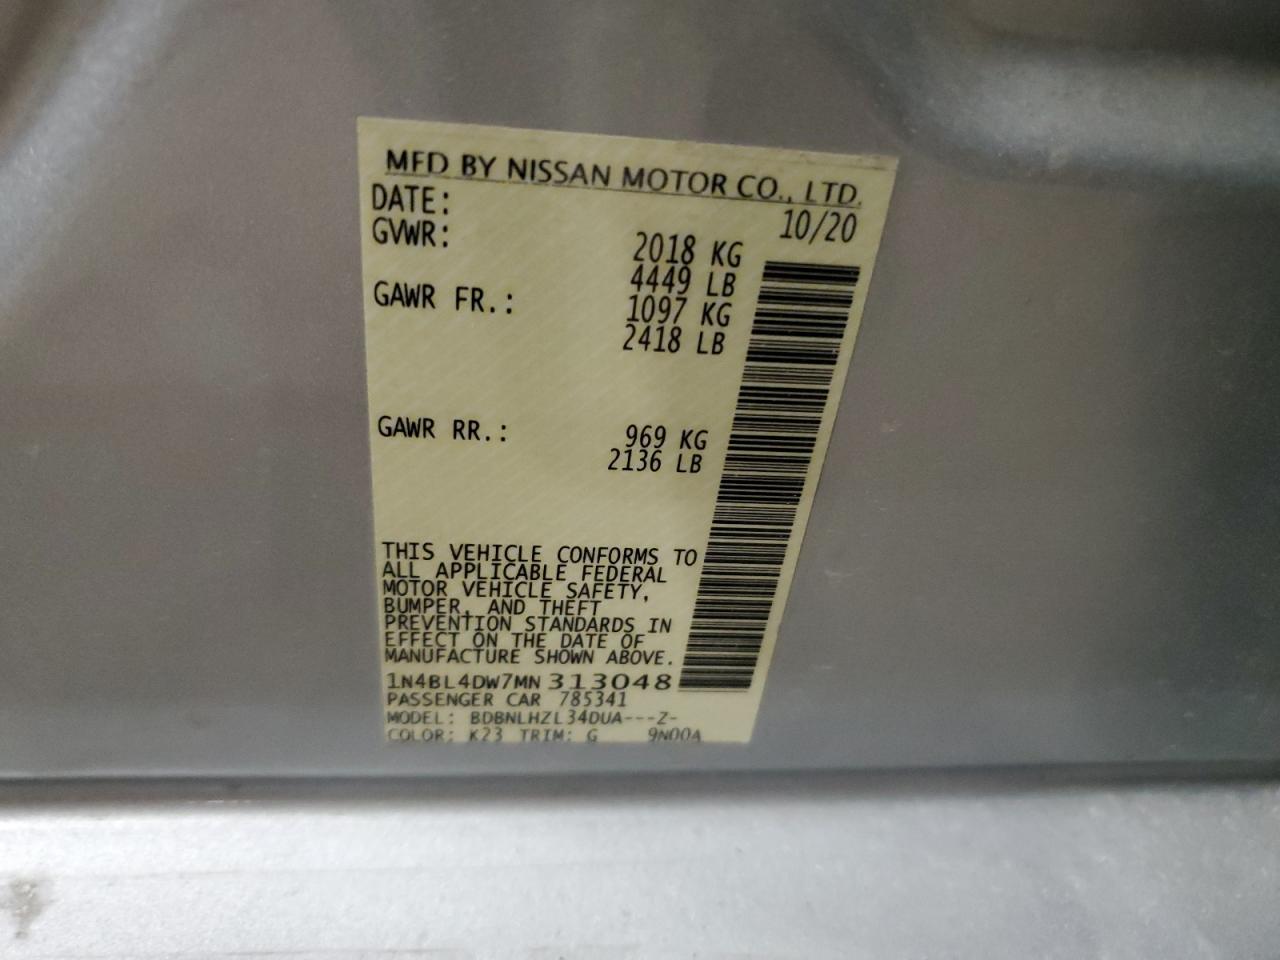 MFD BY NISSAN MOTOR CO., LTD.
DATE: 10/20
GVWR: 2018 KG
4449 LB
GAWR FR.: 1097 KG
2418 LB
GAWR RR.: 969 KG
2136 LB
THIS VEHICLE CONFORMS TO
ALL APPLICABLE FEDERAL
MOTOR VEHICLE SAFETY,
BUMPER, AND THEFT
PREVENTION STANDARDS IN
EFFECT ON THE DATE OF
MANUFACTURE SHOWN ABOVE.
1N4BL4DW7MN313048
PASSENGER CAR 785341
MODEL: BDBNLHZL34DUA---Z-
COLOR: K23 TRIM: G 9N00A